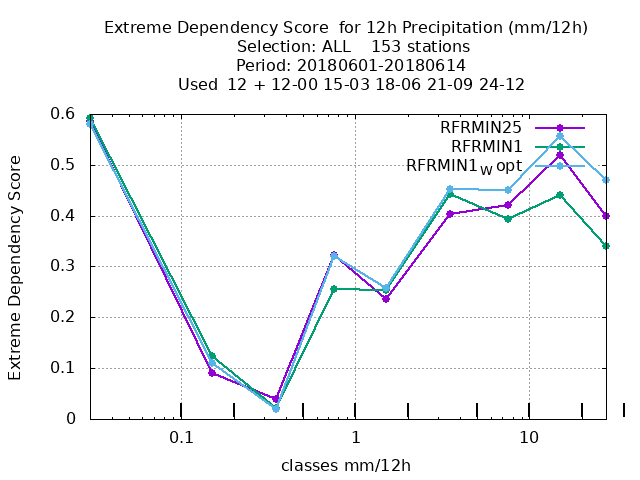 Extreme Dependency Score  for 12h Precipitation (mm/12h)
Selection: ALL    153 stations
Period: 20180601-20180614
Used  12 + 12-00 15-03 18-06 21-09 24-12
RFRMIN25
RFRMIN1
RFRMIN1W opt
Extreme Dependency Score
0.6
0.5
0.4
0.3
0.2
0.1
0
0.1
1
10
classes mm/12h